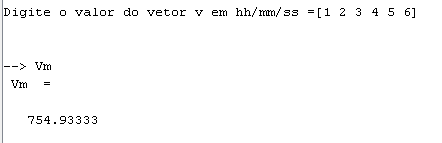 Digite o valor do vetor v em hh/mm/ss =[1 2 3 4 5 6]
--> Vm
Vm  =
754.93333